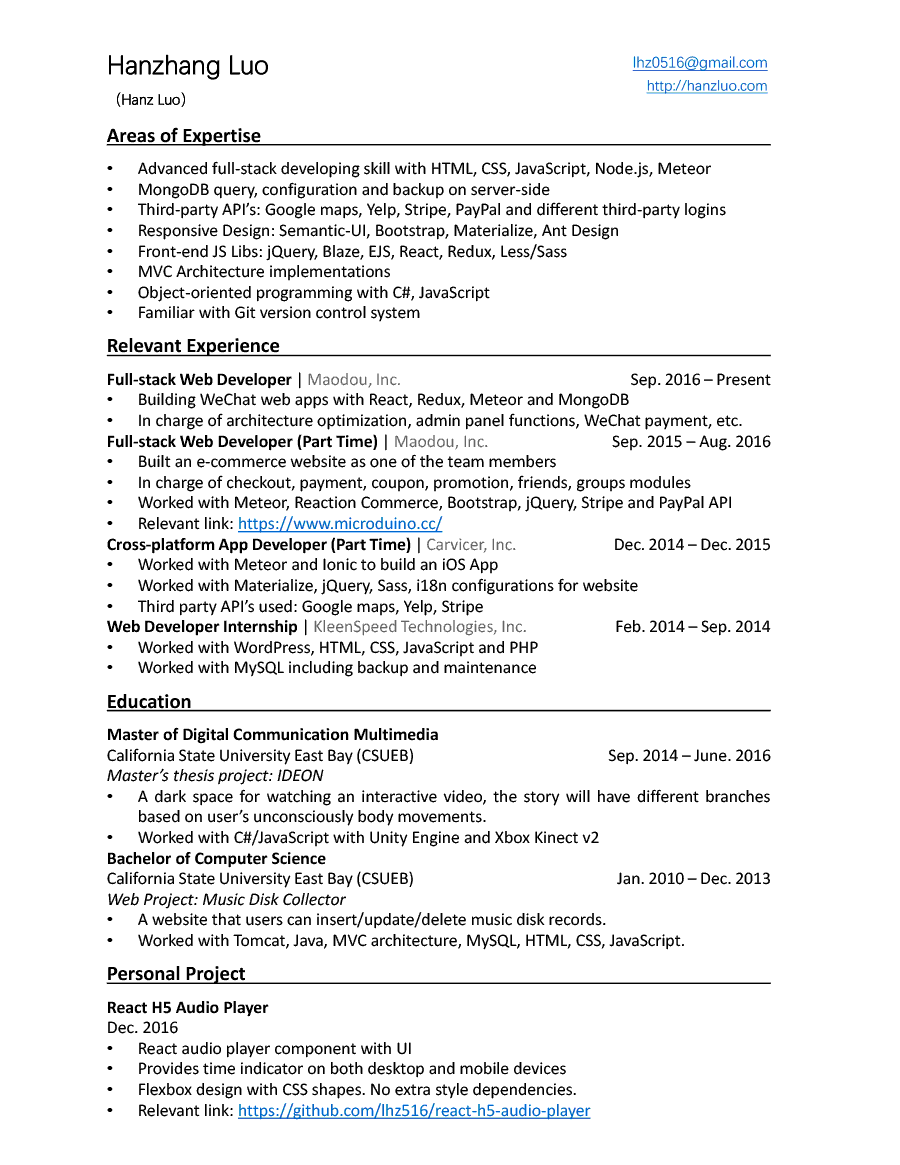 Hanzhang Luo
lhz0516@gmail.com
(Hanz Luo)
http://hanzluo.com
Areas of Expertise
• Advanced full-stack developing skill with HTML, CSS, JavaScript, Node.js, Meteor
• MongoDB query, configuration and backup on server-side
• Third-party API's: Google maps, Yelp, Stripe, PayPal and different third-party logins
• Responsive Design: Semantic-UI, Bootstrap, Materialize, Ant Design
• Front-end JS Libs: jQuery, Blaze, EJS, React, Redux, Less/Sass
• MVC Architecture implementations
• Object-oriented programming with C#, JavaScript
• Familiar with Git version control system
Relevant Experience
Full-stack Web Developer | Maodou, Inc. Sep. 2016 – Present
• Building WeChat web apps with React, Redux, Meteor and MongoDB
• In charge of architecture optimization, admin panel functions, WeChat payment, etc.
Full-stack Web Developer (Part Time) | Maodou, Inc. Sep. 2015 – Aug. 2016
• Built an e-commerce website as one of the team members
• In charge of checkout, payment, coupon, promotion, friends, groups modules
• Worked with Meteor, Reaction Commerce, Bootstrap, jQuery, Stripe and PayPal API
• Relevant link: https://www.microduino.cc/
Cross-platform App Developer (Part Time) | Carvicer, Inc. Dec. 2014 – Dec. 2015
• Worked with Meteor and Ionic to build an iOS App
• Worked with Materialize, jQuery, Sass, i18n configurations for website
• Third party API's used: Google maps, Yelp, Stripe
Web Developer Internship | KleenSpeed Technologies, Inc. Feb. 2014 – Sep. 2014
• Worked with WordPress, HTML, CSS, JavaScript and PHP
• Worked with MySQL including backup and maintenance
Education
Master of Digital Communication Multimedia
California State University East Bay (CSUEB) Sep. 2014 – June. 2016
Master's thesis project: IDEON
• A dark space for watching an interactive video, the story will have different branches
based on user's unconsciously body movements.
• Worked with C#/JavaScript with Unity Engine and Xbox Kinect v2
Bachelor of Computer Science
California State University East Bay (CSUEB) Jan. 2010 – Dec. 2013
Web Project: Music Disk Collector
• A website that users can insert/update/delete music disk records.
• Worked with Tomcat, Java, MVC architecture, MySQL, HTML, CSS, JavaScript.
Personal Project
React H5 Audio Player
Dec. 2016
• React audio player component with UI
• Provides time indicator on both desktop and mobile devices
• Flexbox design with CSS shapes. No extra style dependencies.
• Relevant link: https://github.com/lhz516/react-h5-audio-player